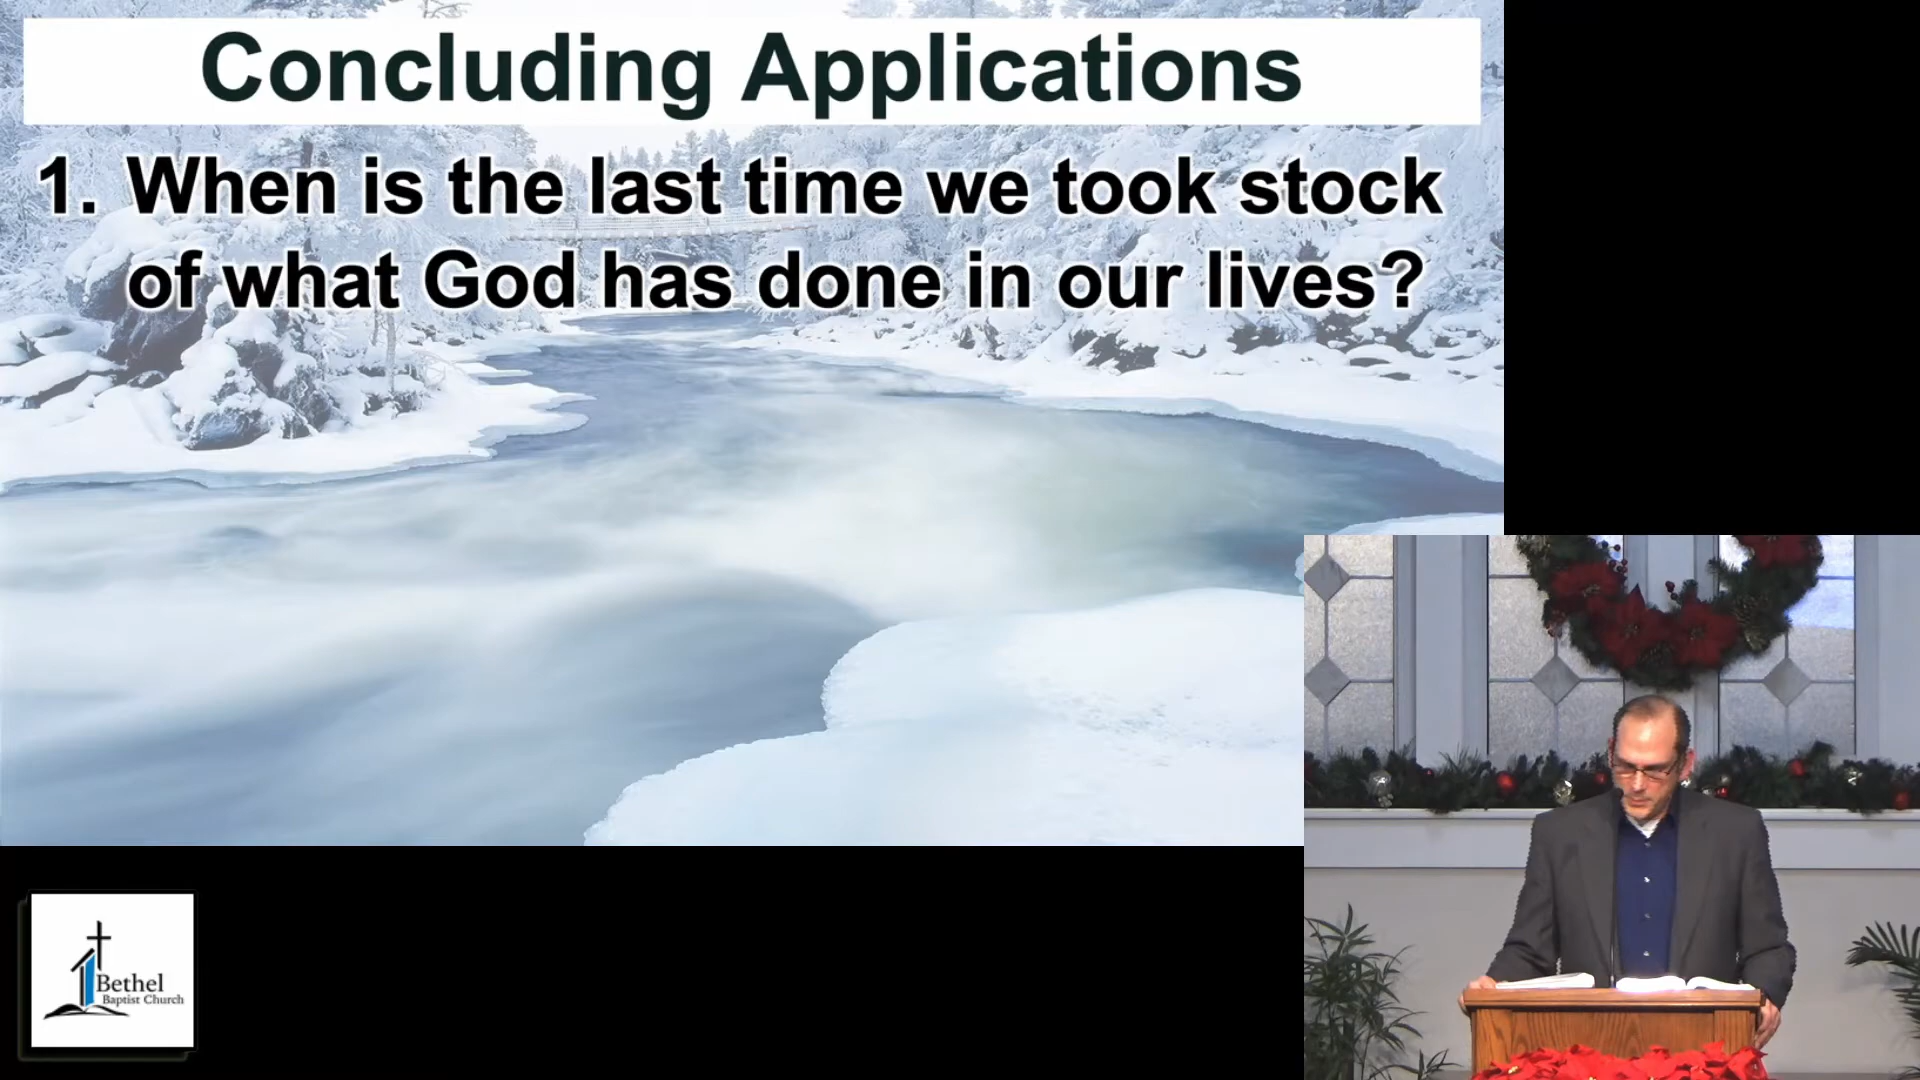 Concluding Applications
1. When is the last time we took stock
of what God has done in our lives?
Bethel
Baptist Church